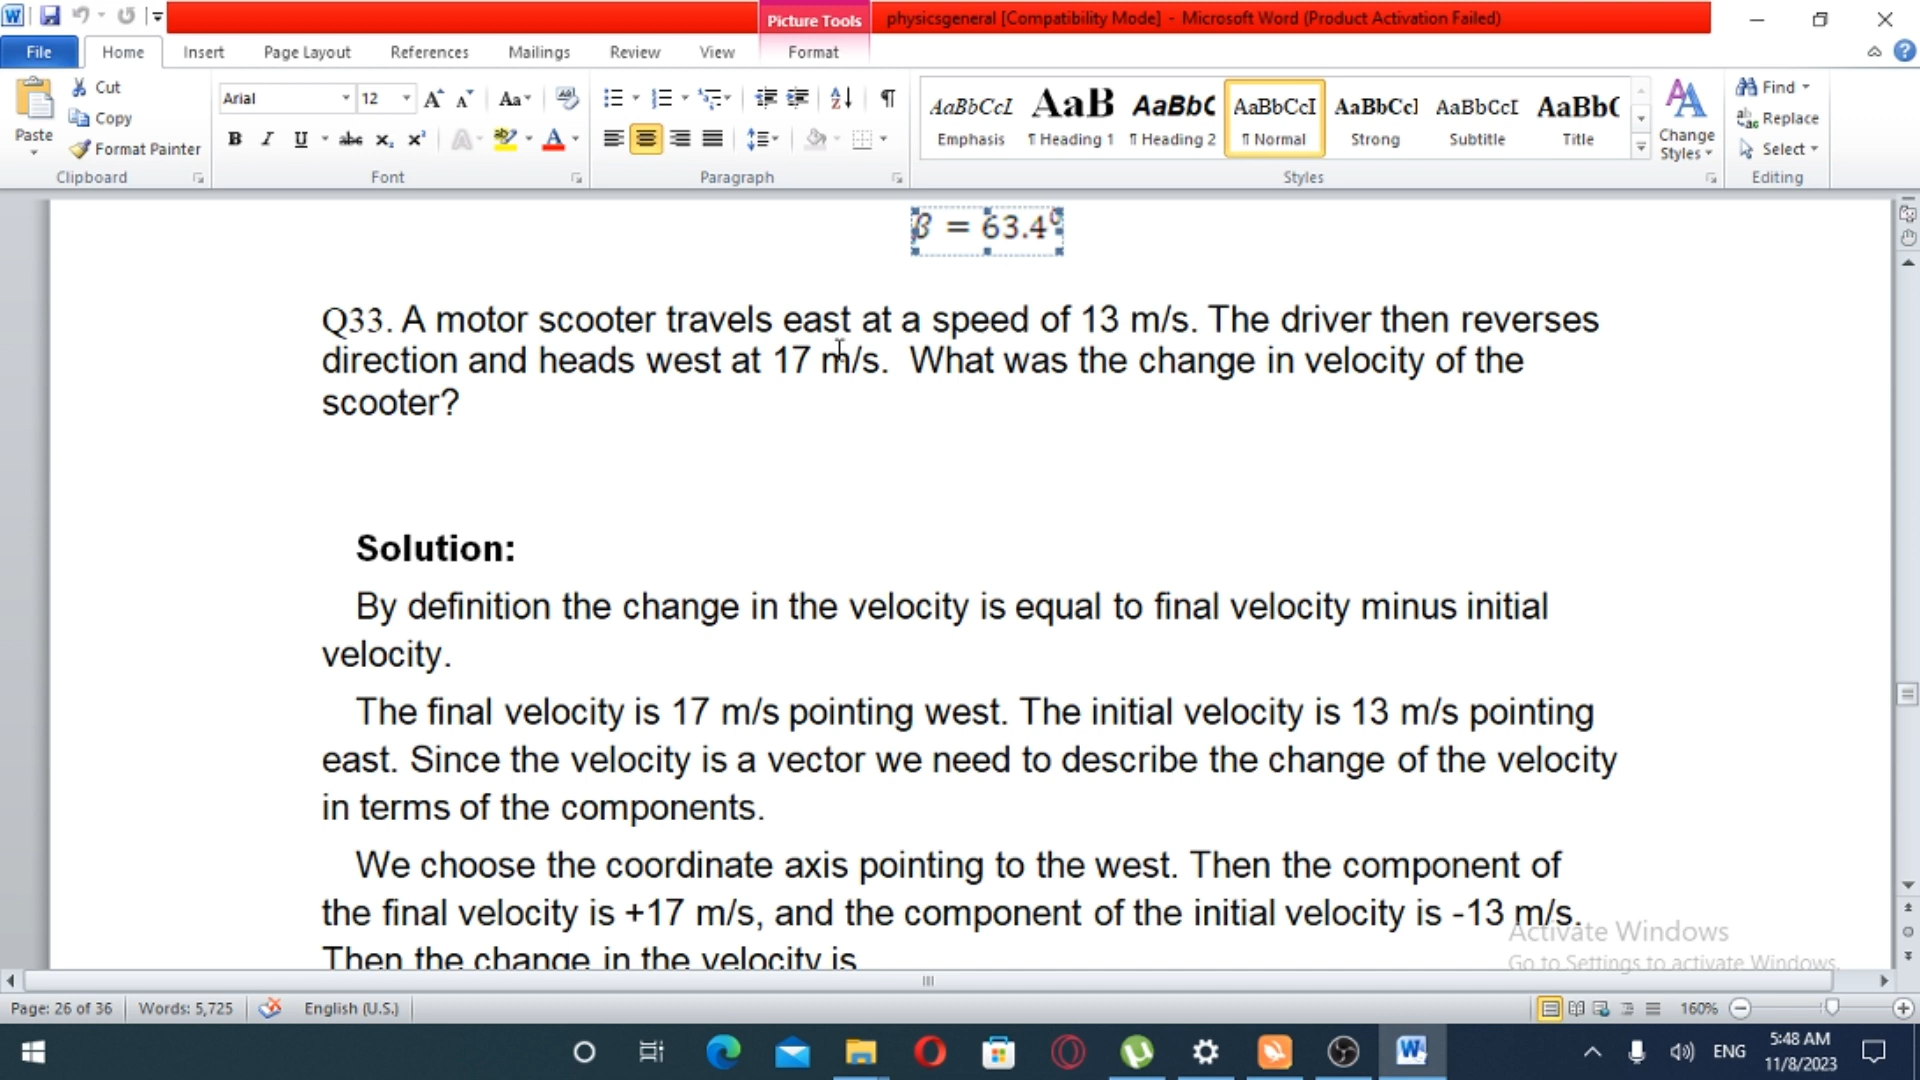 Picture Tools
physicsgeneral [Compatibility Mode] - Microsoft Word (Product Activation Failed)
File Home Insert Page Layout References Mailings Review View Format
Cut
Copy
Format Painter
Paste
Clipboard
Arial 12
Font
Paragraph
AaBbCcI AaB AaBbC AaBbCcI AaBbCcl AaBbCcI AaBb(
Emphasis ¶ Heading 1 ¶ Heading 2 ¶ Normal Strong Subtitle Title
Change Styles
Styles
Find
Replace
Select
Editing
β = 63.4⁰
Q33. A motor scooter travels east at a speed of 13 m/s. The driver then reverses
direction and heads west at 17 m/s. What was the change in velocity of the
scooter?
Solution:
By definition the change in the velocity is equal to final velocity minus initial
velocity.
The final velocity is 17 m/s pointing west. The initial velocity is 13 m/s pointing
east. Since the velocity is a vector we need to describe the change of the velocity
in terms of the components.
We choose the coordinate axis pointing to the west. Then the component of
the final velocity is +17 m/s, and the component of the initial velocity is -13 m/s.
Then the change in the velocity is
Activate Windows
Go to Settings to activate Windows.
Page: 26 of 36 Words: 5,725 English (U.S.) 160%
ENG
5:48 AM
11/8/2023